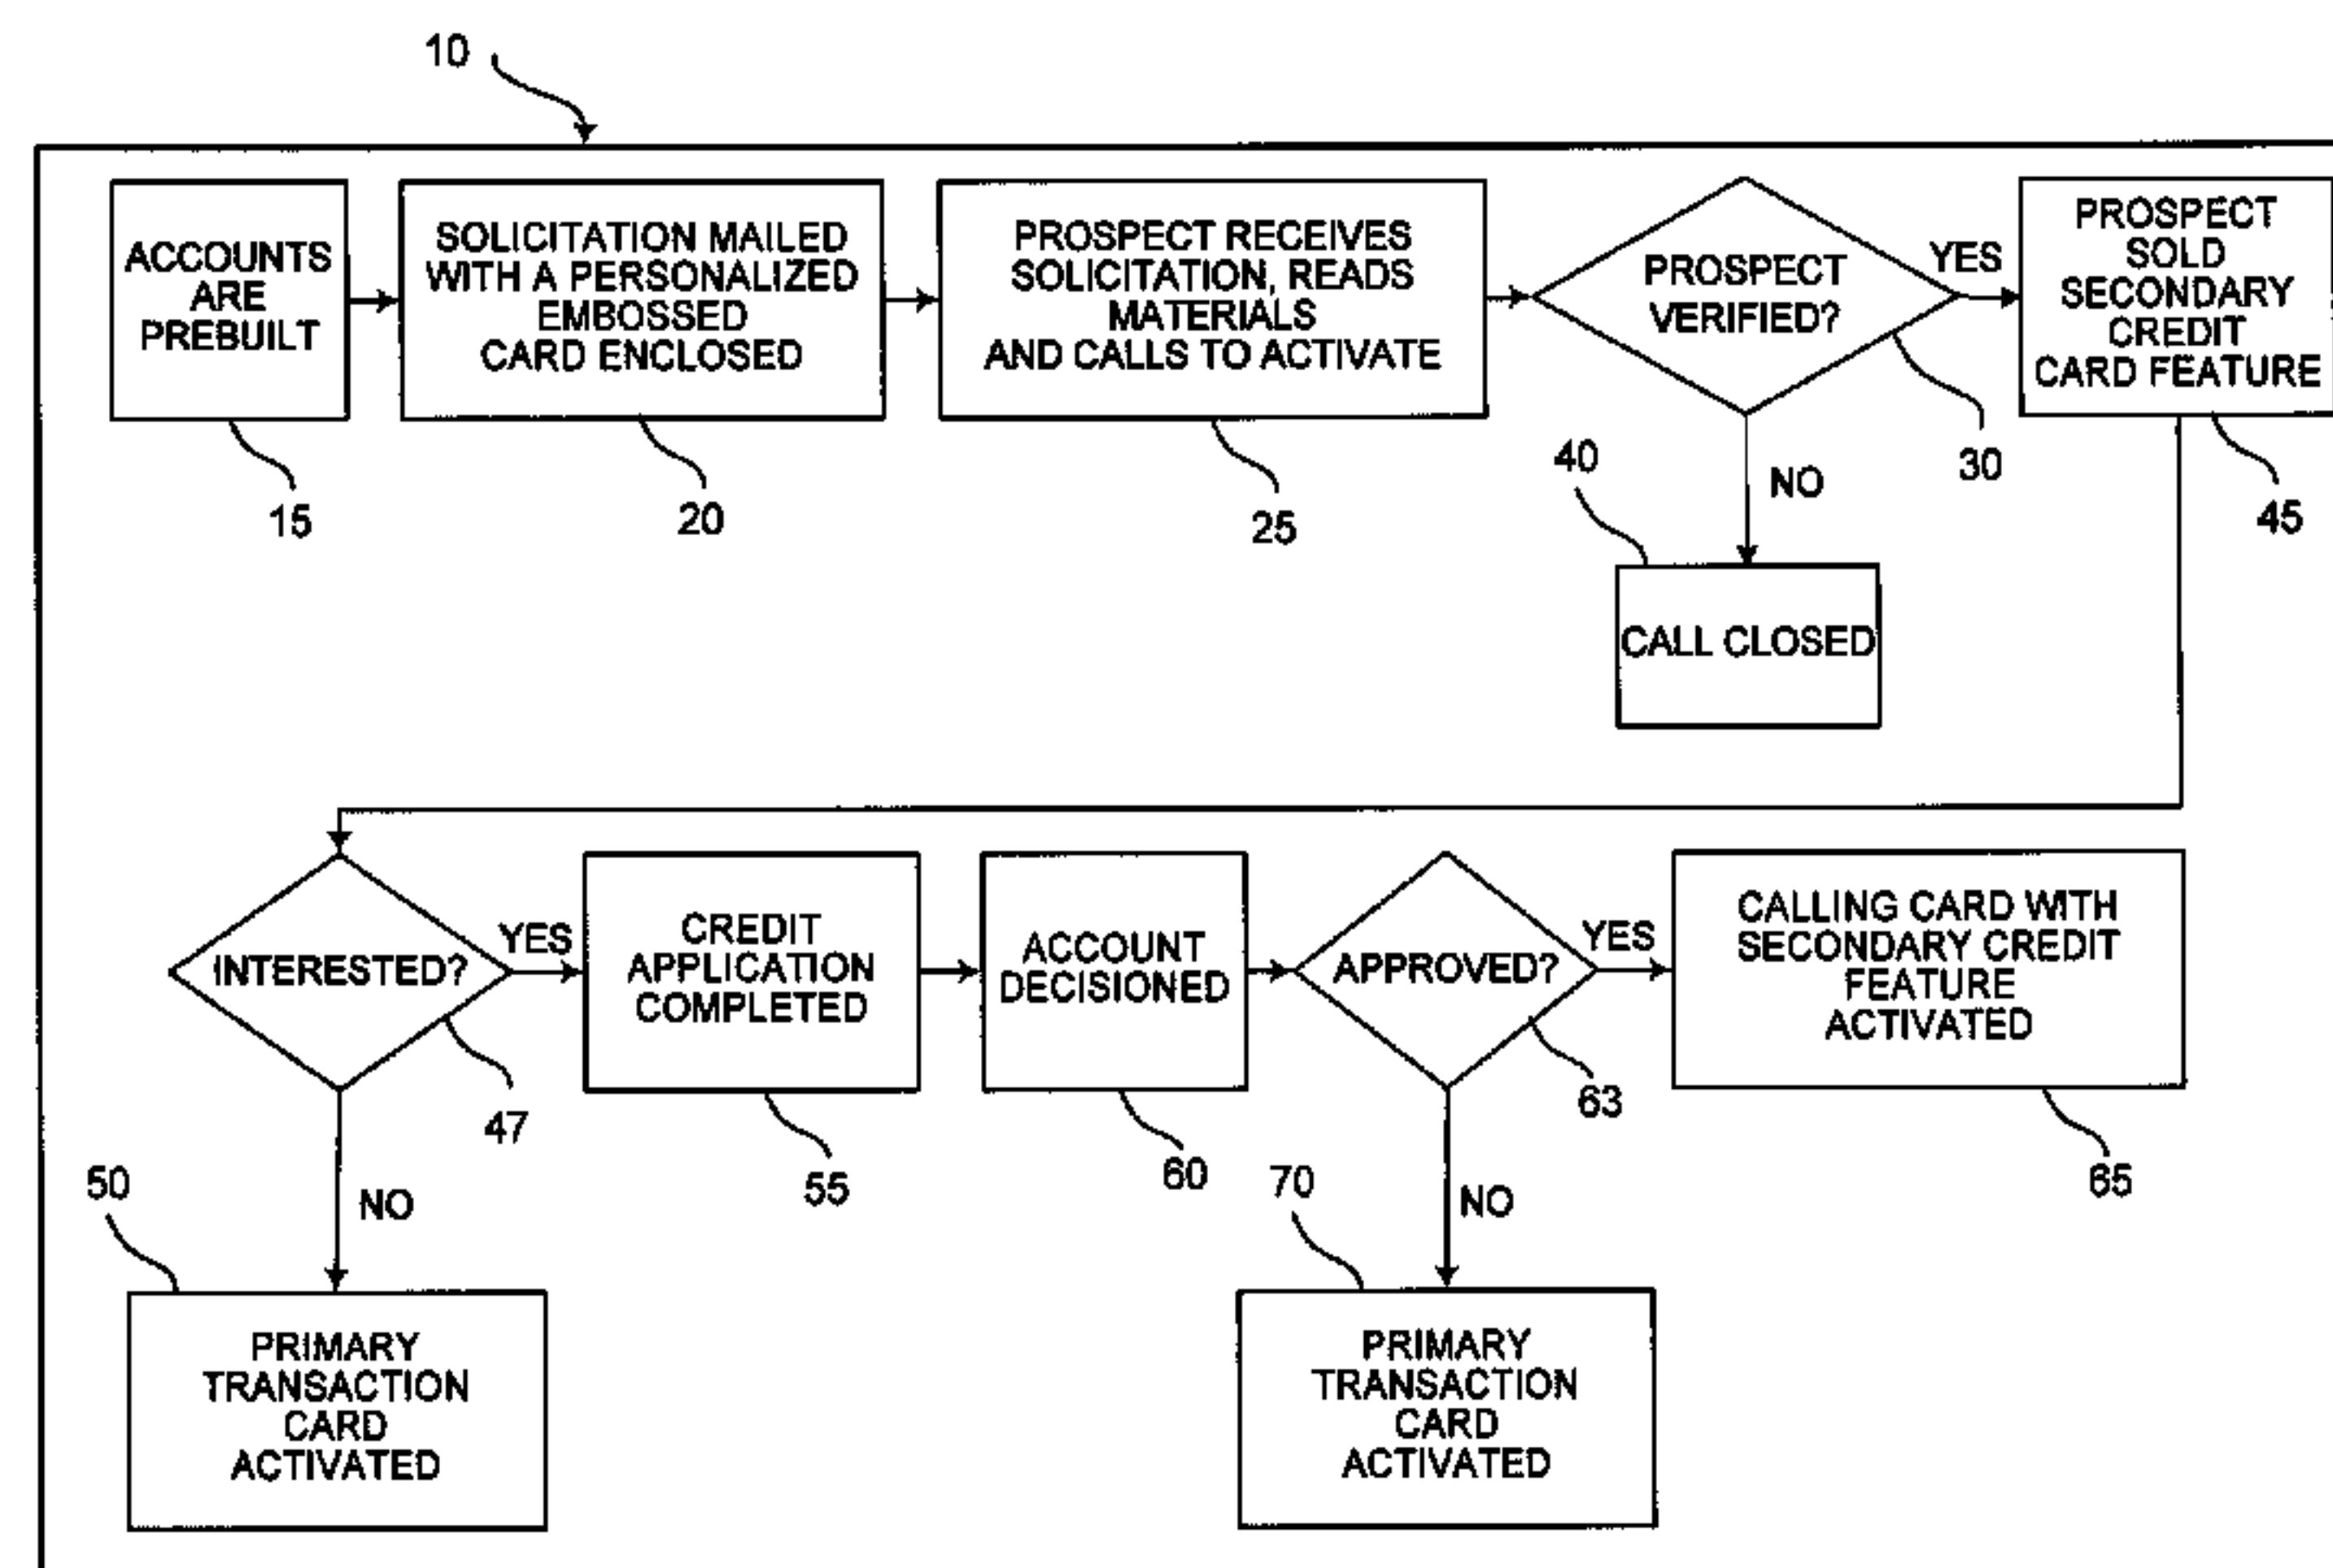 10
ACCOUNTS
ARE
PREBUILT
15
SOLICITATION MAILED
WITH A PERSONALIZED
EMBOSSED
CARD ENCLOSED
20
PROSPECT RECEIVES
SOLICITATION, READS
MATERIALS
AND CALLS TO ACTIVATE
25
PROSPECT
VERIFIED?
30
YES
NO
40
CALL CLOSED
PROSPECT
SOLD
SECONDARY
CREDIT
CARD FEATURE
45
INTERESTED?
47
YES
NO
50
PRIMARY
TRANSACTION
CARD
ACTIVATED
CREDIT
APPLICATION
COMPLETED
55
ACCOUNT
DECISIONED
60
APPROVED?
63
YES
NO
70
PRIMARY
TRANSACTION
CARD
ACTIVATED
CALLING CARD WITH
SECONDARY CREDIT
FEATURE
ACTIVATED
65